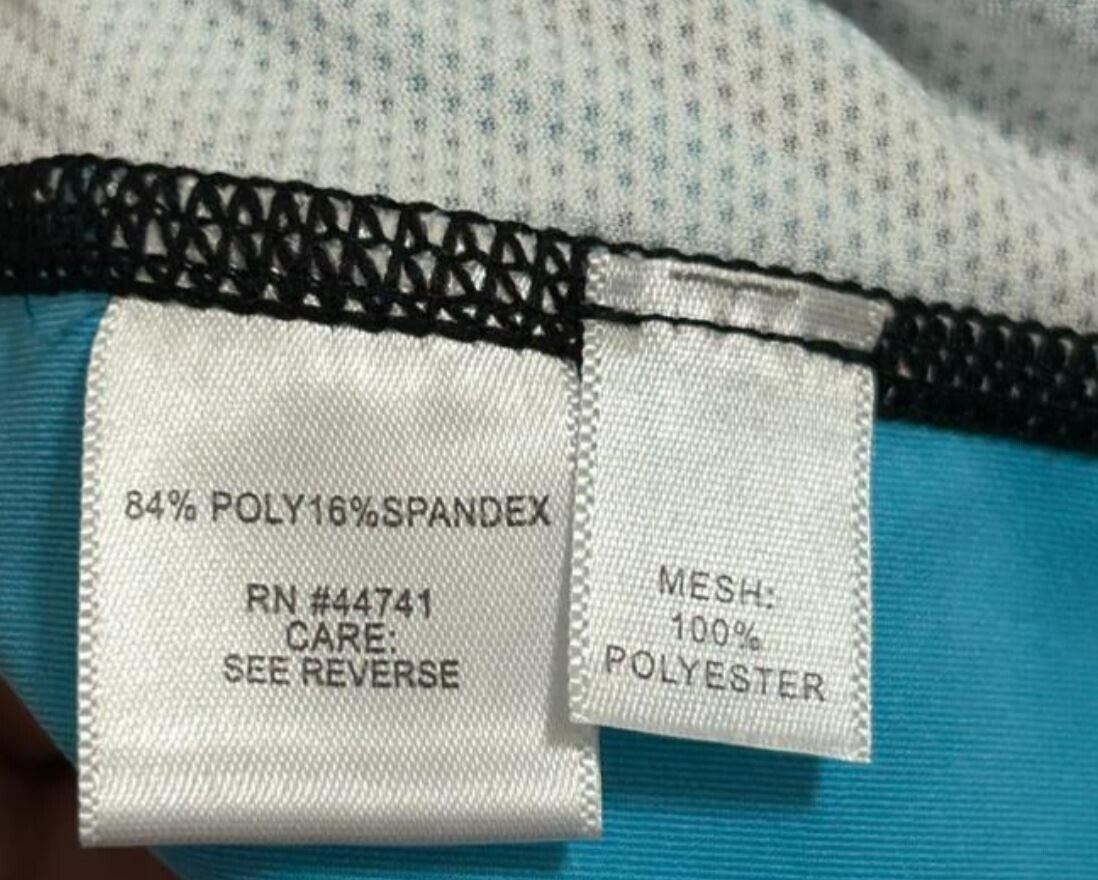 84% POLY16%SPANDEX
RN #44741
CARE:
SEE REVERSE
MESH:
100%
POLYESTER